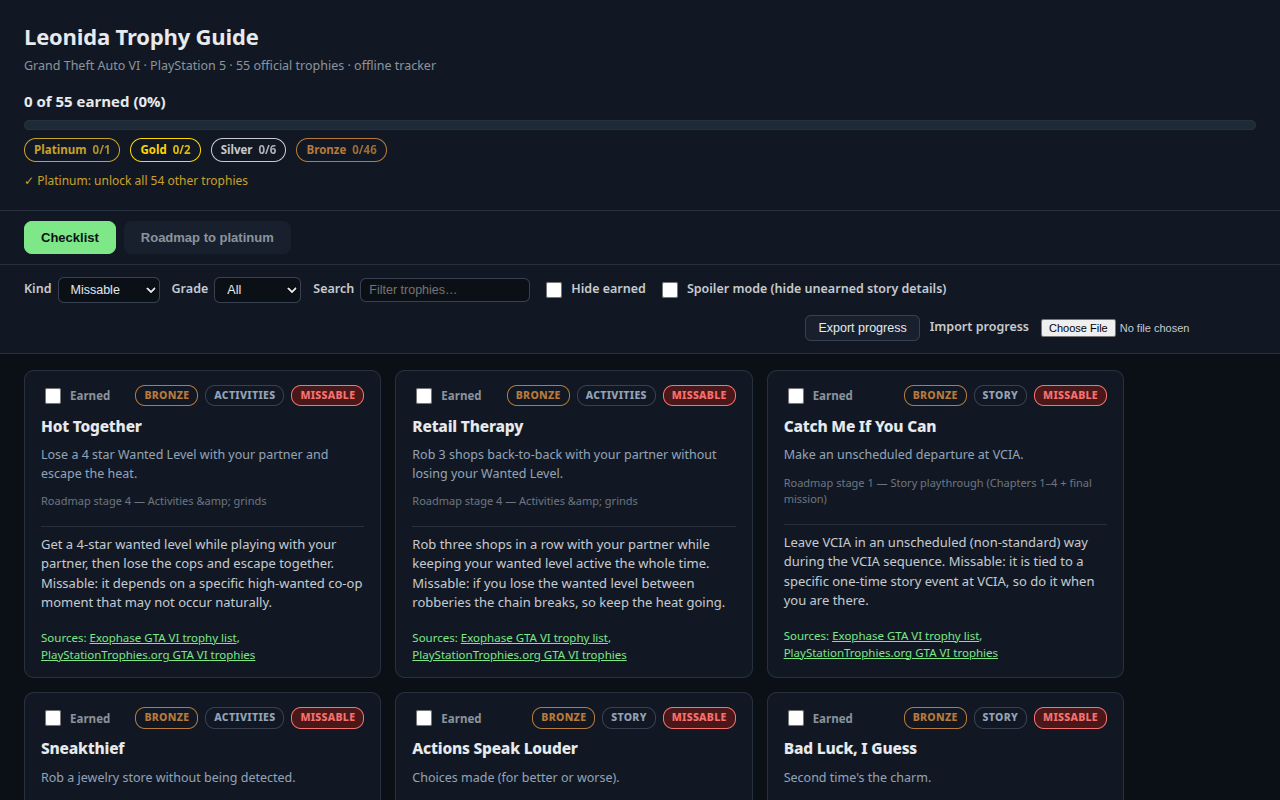 Leonida Trophy Guide
Grand Theft Auto VI · PlayStation 5 · 55 official trophies · offline tracker
0 of 55 earned (0%)
Platinum 0/1 Gold 0/2 Silver 0/6 Bronze 0/46
✓ Platinum: unlock all 54 other trophies
Checklist Roadmap to platinum
Kind Missable Grade All Search Filter trophies… Hide earned Spoiler mode (hide unearned story details)
Export progress Import progress Choose File No file chosen
Earned BRONZE ACTIVITIES MISSABLE
Hot Together
Lose a 4 star Wanted Level with your partner and
escape the heat.
Roadmap stage 4 — Activities &amp; grinds
Get a 4-star wanted level while playing with your
partner, then lose the cops and escape together.
Missable: it depends on a specific high-wanted co-op
moment that may not occur naturally.
Sources: Exophase GTA VI trophy list,
PlayStationTrophies.org GTA VI trophies
Earned BRONZE ACTIVITIES MISSABLE
Retail Therapy
Rob 3 shops back-to-back with your partner without
losing your Wanted Level.
Roadmap stage 4 — Activities &amp; grinds
Rob three shops in a row with your partner while
keeping your wanted level active the whole time.
Missable: if you lose the wanted level between
robberies the chain breaks, so keep the heat going.
Sources: Exophase GTA VI trophy list,
PlayStationTrophies.org GTA VI trophies
Earned BRONZE STORY MISSABLE
Catch Me If You Can
Make an unscheduled departure at VCIA.
Roadmap stage 1 — Story playthrough (Chapters 1–4 + final
mission)
Leave VCIA in an unscheduled (non-standard) way
during the VCIA sequence. Missable: it is tied to a
specific one-time story event at VCIA, so do it when
you are there.
Sources: Exophase GTA VI trophy list,
PlayStationTrophies.org GTA VI trophies
Earned BRONZE ACTIVITIES MISSABLE
Sneakthief
Rob a jewelry store without being detected.
Earned BRONZE STORY MISSABLE
Actions Speak Louder
Choices made (for better or worse).
Earned BRONZE STORY MISSABLE
Bad Luck, I Guess
Second time's the charm.